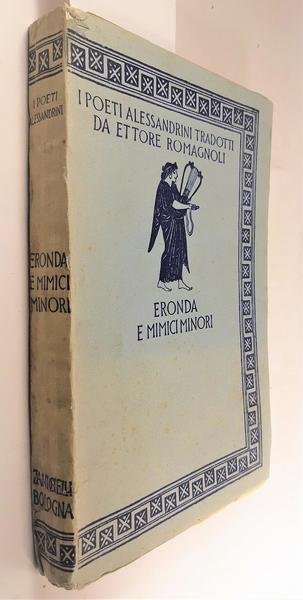 I POETI
ALESSANDRINI
ERONDA
E MIMICI
MINORI
ZANICHELLI
BOLOGNA
I POETI ALESSANDRINI TRADOTTI
DA ETTORE ROMAGNOLI
ERONDA
E MIMICI MINORI